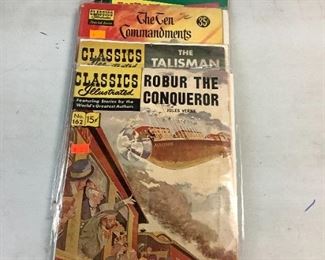 The Ten
Commandments
35¢
CLASSICS
Illustrated
THE
TALISMAN
CLASSICS
Illustrated
Featuring Stories by the
World's Greatest Authors
No.
162
15¢
ROBUR THE
CONQUEROR
JULES VERNE